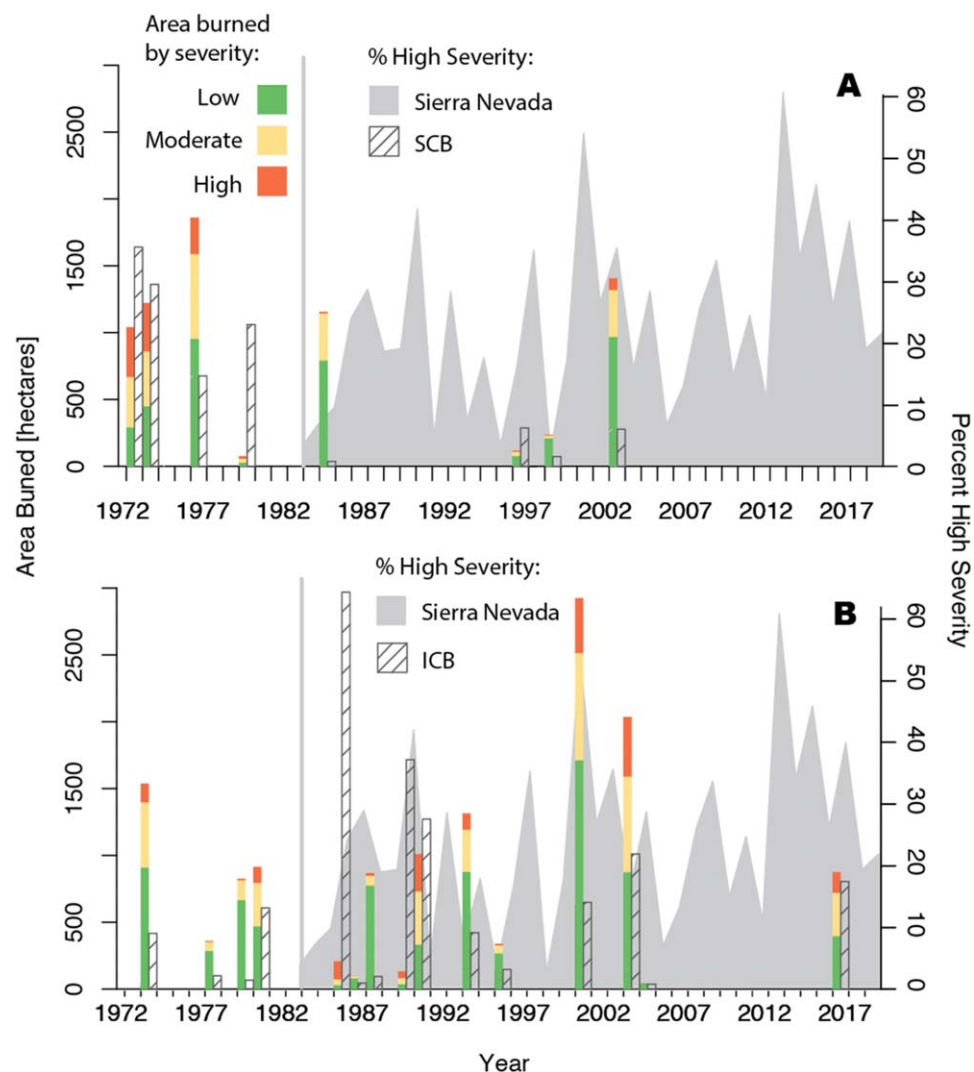 Area burned
by severity:
Low
Moderate
High
% High Severity:
Sierra Nevada
SCB
A
0 500 1500 2500
0 10 20 30 40 50 60
1972 1977 1982 1987 1992 1997 2002 2007 2012 2017
Area Buned [hectares]
Percent High Severity
% High Severity:
Sierra Nevada
ICB
B
0 500 1500 2500
0 10 20 30 40 50 60
1972 1977 1982 1987 1992 1997 2002 2007 2012 2017
Year